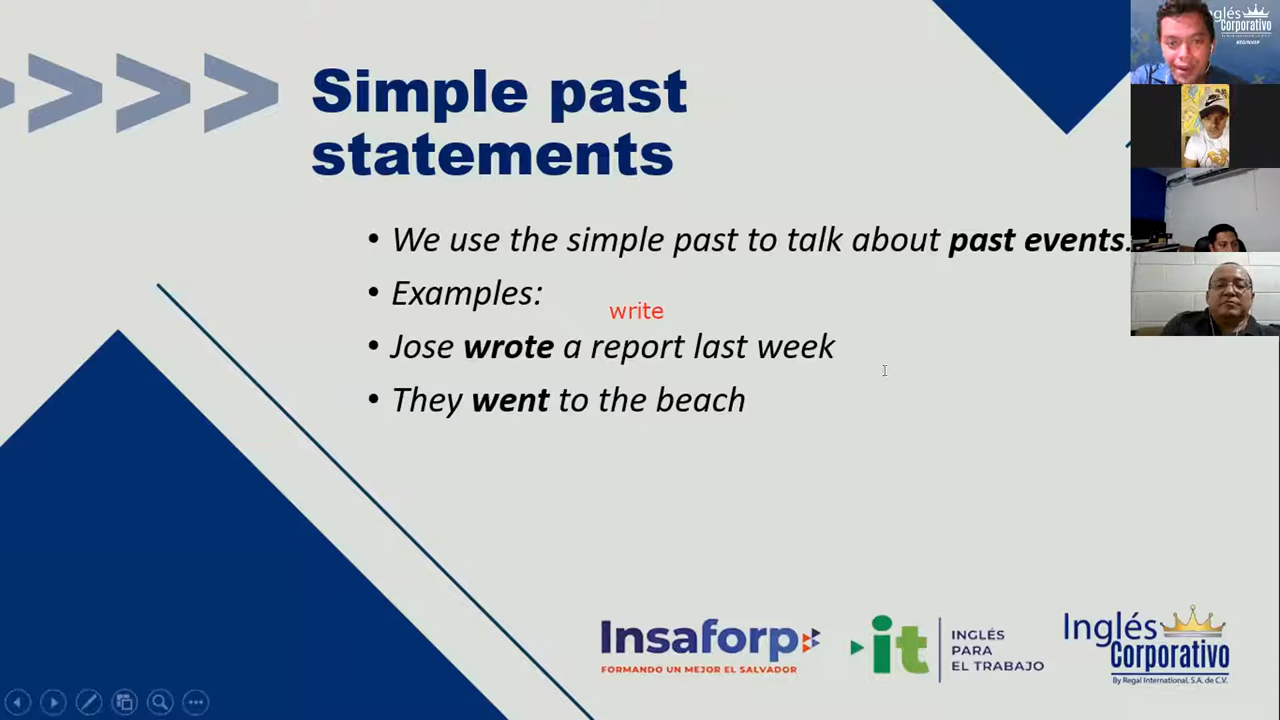 Simple past
statements
• We use the simple past to talk about past events.
• Examples:
write
• Jose wrote a report last week
• They went to the beach
Insaforp
FORMANDO UN MEJOR EL SALVADOR
it
INGLÉS
PARA
EL TRABAJO
Inglés
Corporativo
By Regal International, S.A. de C.V.
Inglés
Corporativo